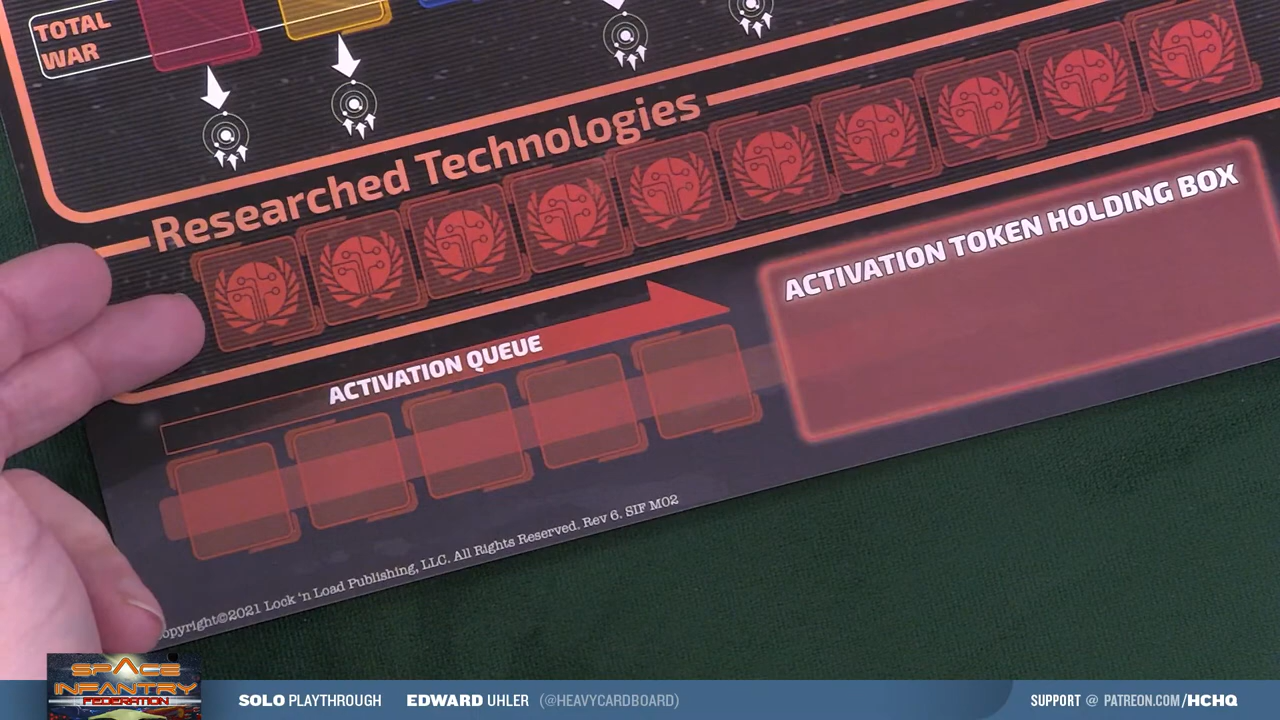 TOTAL
WAR
Researched Technologies
ACTIVATION TOKEN HOLDING BOX
ACTIVATION QUEUE
opyright©2021 Lock 'n Load Publishing, LLC. All Rights Reserved. Rev 6. SIF M02
SPACE
INFANTRY
FEDERATION
SOLO PLAYTHROUGH EDWARD UHLER (@HEAVYCARDBOARD) SUPPORT @ PATREON.COM/HCHQ